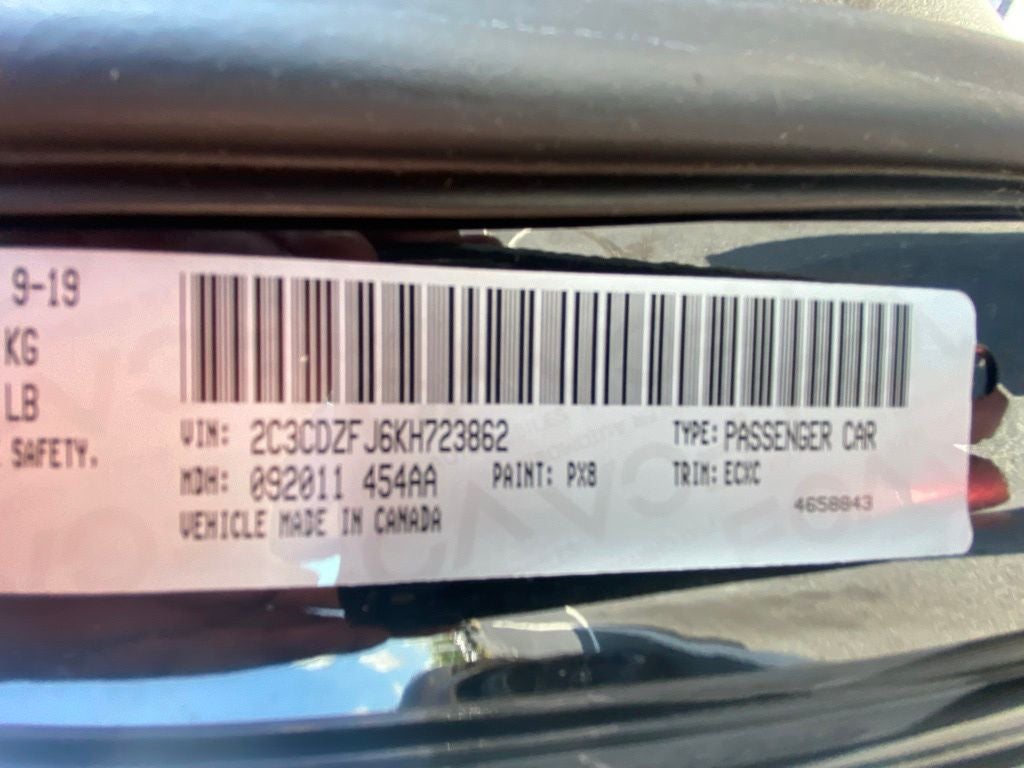 9-19
KG
LB
SAFETY.
VIN: 2C3CDZFJ6KH723862
TYPE: PASSENGER CAR
MDH: 092011 454AA
PAINT: PX8
TRIM: ECXC
4658843
VEHICLE MADE IN CANADA